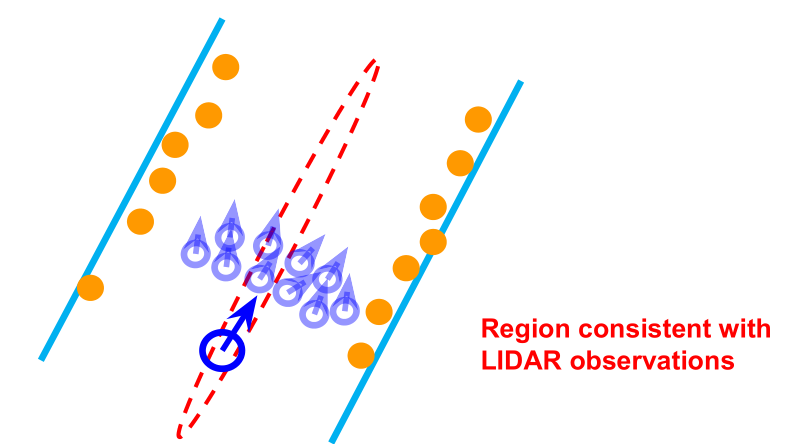 Region consistent with
LIDAR observations